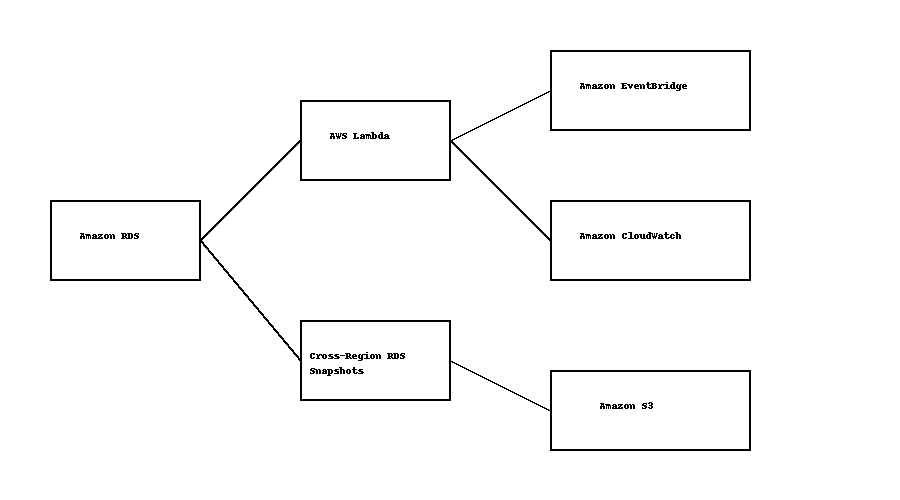 Amazon EventBridge
AWS Lambda
Amazon RDS
Amazon CloudWatch
Cross-Region RDS
Snapshots
Amazon S3